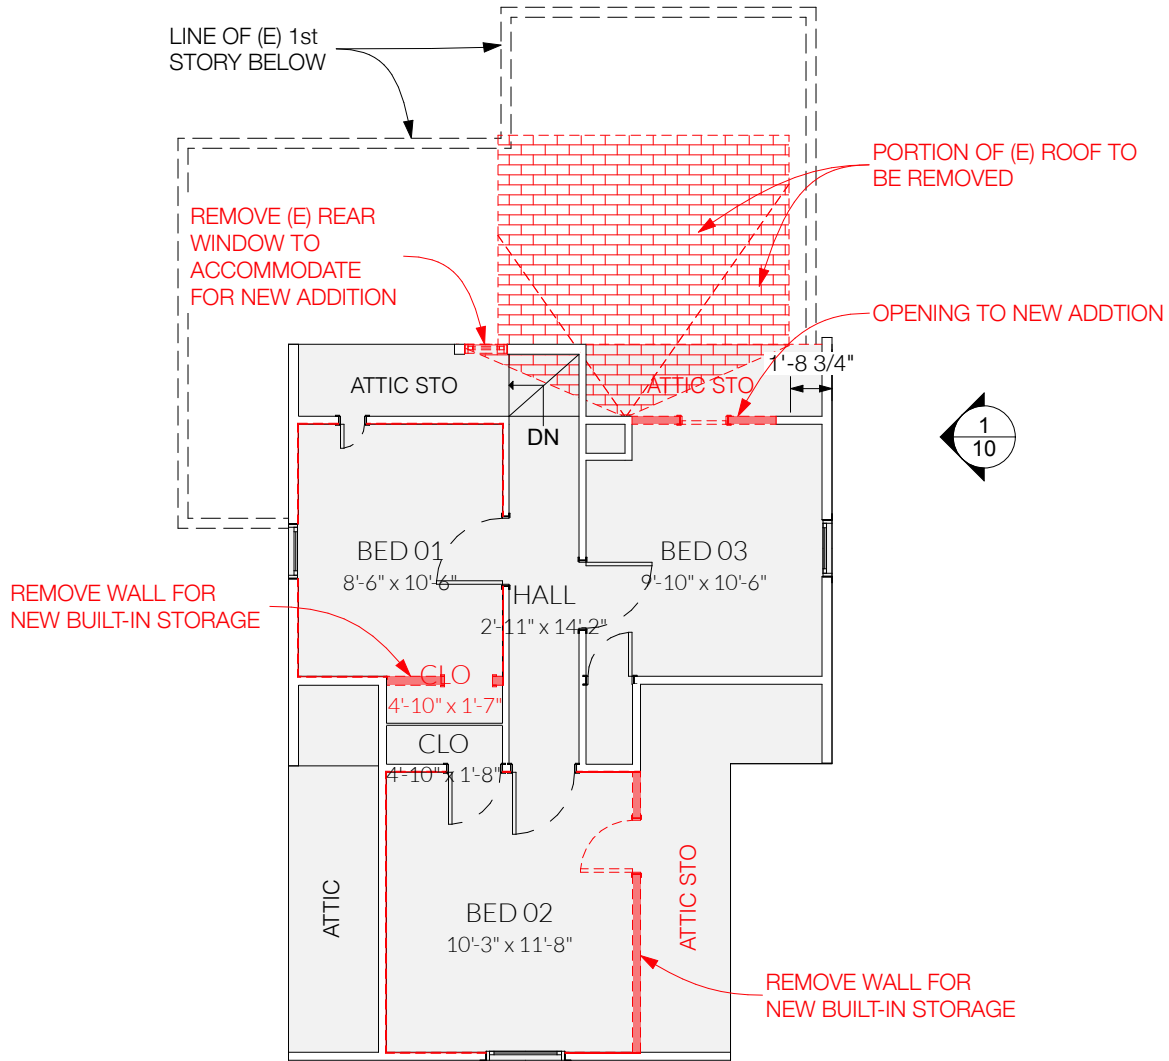 LINE OF (E) 1st
STORY BELOW
PORTION OF (E) ROOF TO
BE REMOVED
REMOVE (E) REAR
WINDOW TO
ACCOMMODATE
FOR NEW ADDITION
OPENING TO NEW ADDTION
1'-8 3/4"
ATTIC STO
ATTIC STO
DN
1
10
BED 01
8'-6" x 10'-6"
BED 03
9'-10" x 10'-6"
HALL
2'-11" x 14'-2"
REMOVE WALL FOR
NEW BUILT-IN STORAGE
CLO
4'-10" x 1'-7"
CLO
4'-10" x 1'-8"
ATTIC
BED 02
10'-3" x 11'-8"
ATTIC STO
REMOVE WALL FOR
NEW BUILT-IN STORAGE